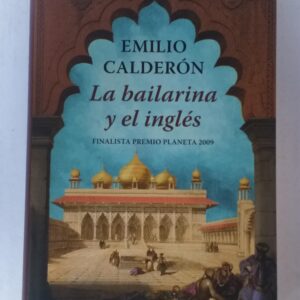 EMILIO
CALDERÓN
La bailarina
y el inglés
FINALISTA PREMIO PLANETA 2009